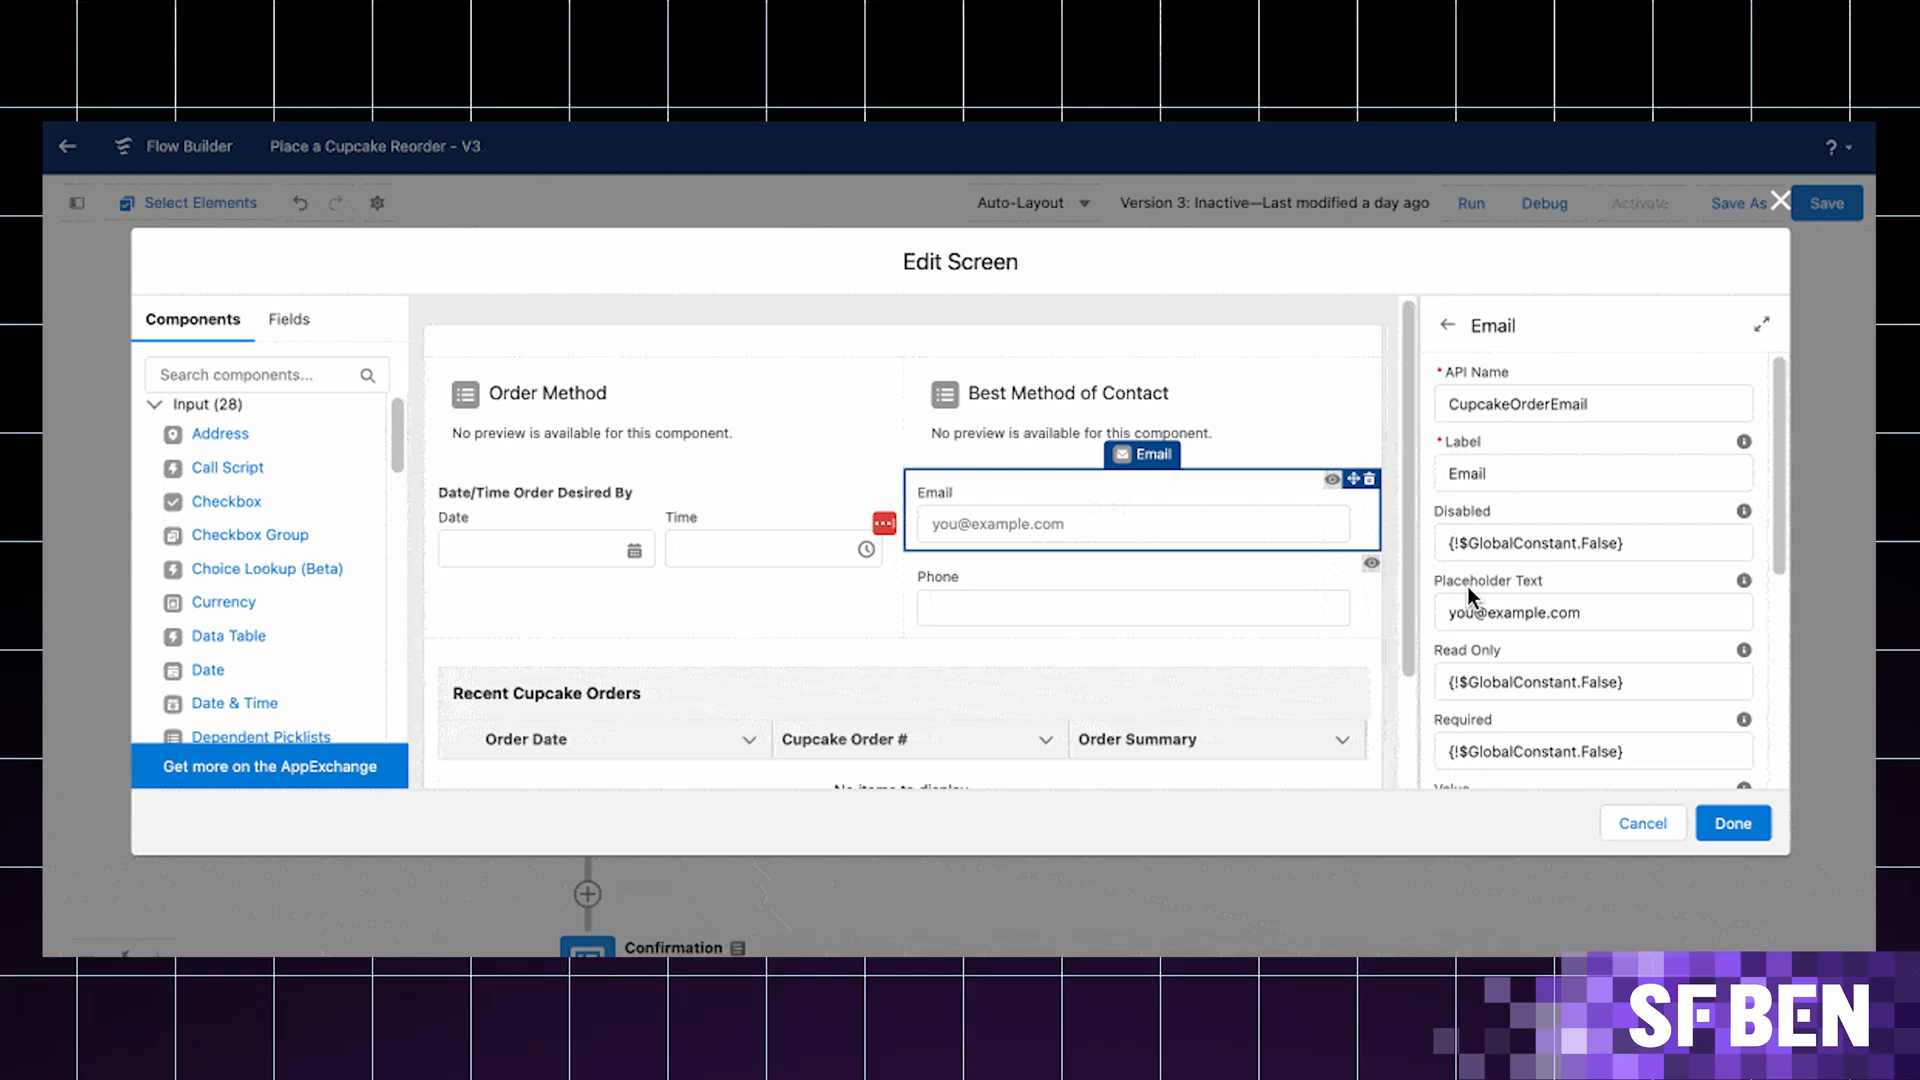 Flow Builder
Place a Cupcake Reorder - V3
?
Select Elements
Auto-Layout
Version 3: Inactive—Last modified a day ago
Run
Debug
Activate
Save As
Save
Edit Screen
Components
Fields
Search components...
Input (28)
Address
Call Script
Checkbox
Checkbox Group
Choice Lookup (Beta)
Currency
Data Table
Date
Date & Time
Dependent Picklists
Get more on the AppExchange
Order Method
No preview is available for this component.
Best Method of Contact
No preview is available for this component.
Email
Date/Time Order Desired By
Date
Time
Email
you@example.com
Phone
Recent Cupcake Orders
Order Date
Cupcake Order #
Order Summary
No items to display
Email
* API Name
CupcakeOrderEmail
* Label
Email
Disabled
{!$GlobalConstant.False}
Placeholder Text
you@example.com
Read Only
{!$GlobalConstant.False}
Required
{!$GlobalConstant.False}
Value
Cancel
Done
Confirmation
SF BEN